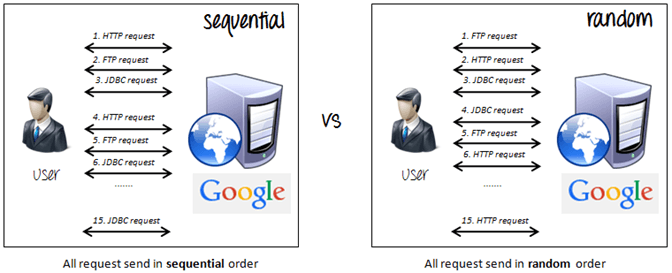 sequential
1. HTTP request
2. FTP request
3. JDBC request
4. HTTP request
5. FTP request
6. JDBC request
.......
User
Google
15. JDBC request
All request send in sequential order
VS
random
1. FTP request
2. HTTP request
3. JDBC request
4. JDBC request
5. FTP request
6. HTTP request
.......
User
Google
15. HTTP request
All request send in random order